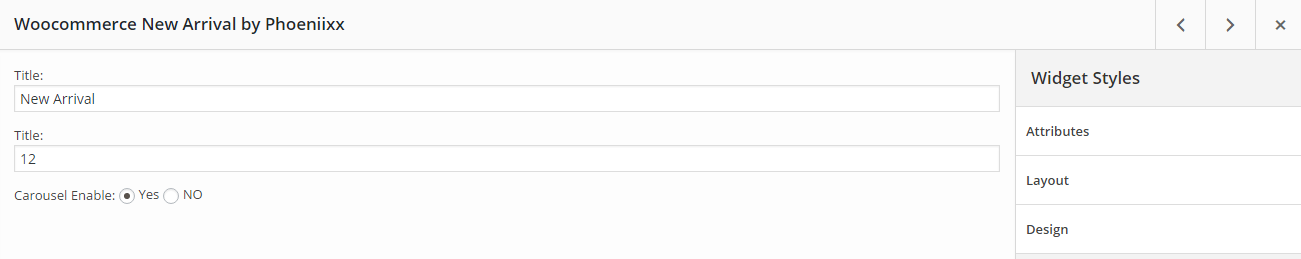 Woocommerce New Arrival by Phoeniixx
Title:
New Arrival
Title:
12
Carousel Enable: Yes NO
Widget Styles
Attributes
Layout
Design